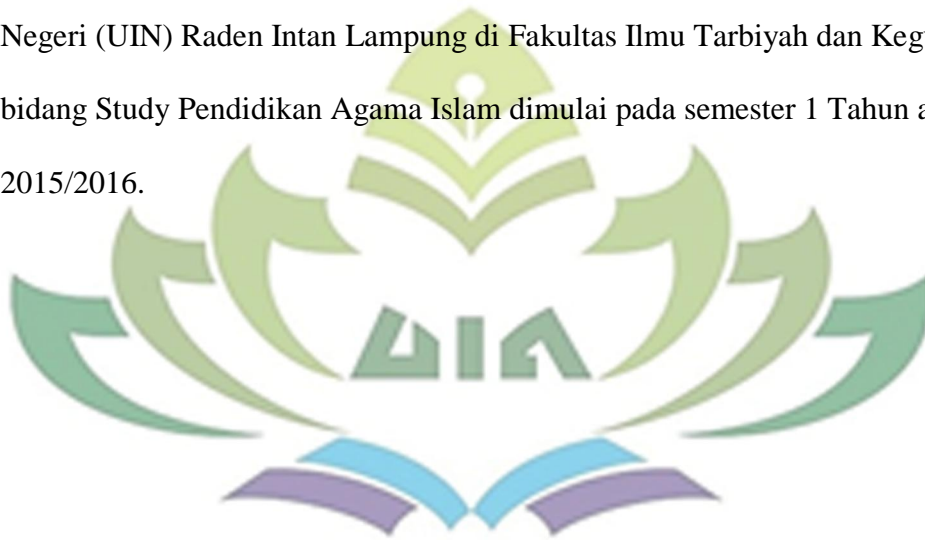 Negeri (UIN) Raden Intan Lampung di Fakultas Ilmu Tarbiyah dan
bidang Study Pendidikan Agama Islam dimulai pada semester 1 Tahun
2015/2016.
UIN